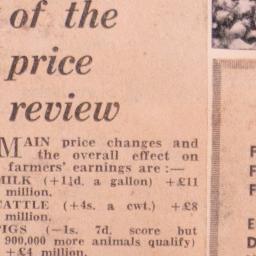 of the
price
review
MAIN price changes and
the overall effect on
farmers' earnings are :—
MILK (+1¼d. a gallon) +£11
million.
CATTLE (+4s. a cwt.) +£8
million.
PIGS (—1s. 7d. score but
900,000 more animals qualify)
+£4 million.
F
F
F
E
D